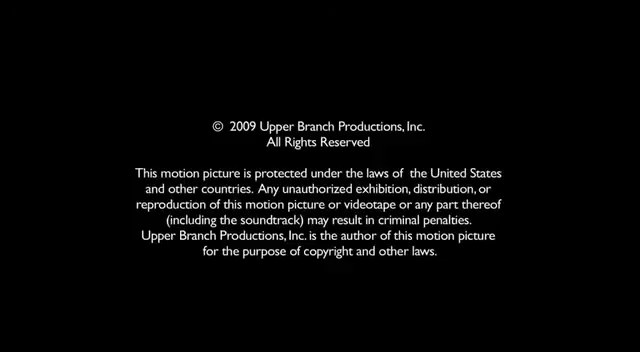 © 2009 Upper Branch Productions, Inc.
All Rights Reserved
This motion picture is protected under the laws of the United States
and other countries. Any unauthorized exhibition, distribution, or
reproduction of this motion picture or videotape or any part thereof
(including the soundtrack) may result in criminal penalties.
Upper Branch Productions, Inc. is the author of this motion picture
for the purpose of copyright and other laws.